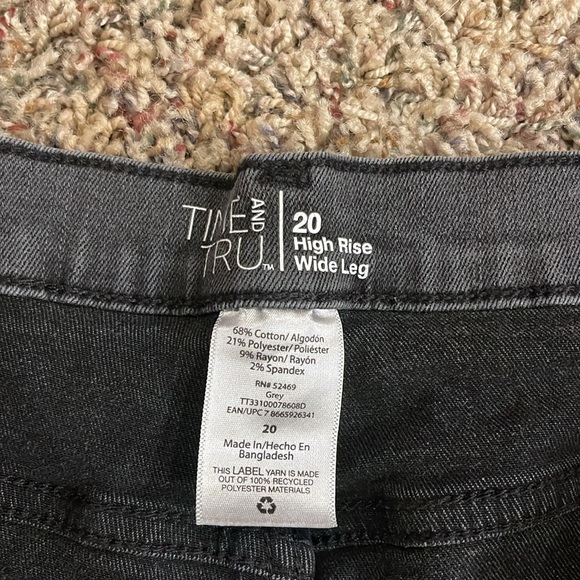 TIME AND TRU™
20
High Rise
Wide Leg
68% Cotton/ Algodón
21% Polyester/ Poliéster
9% Rayon/ Rayón
2% Spandex
RN# 52469
Grey
TT33100078608D
EAN/UPC 7 8665926341
20
Made In/Hecho En
Bangladesh
THIS LABEL YARN IS MADE
OUT OF 100% RECYCLED
POLYESTER MATERIALS